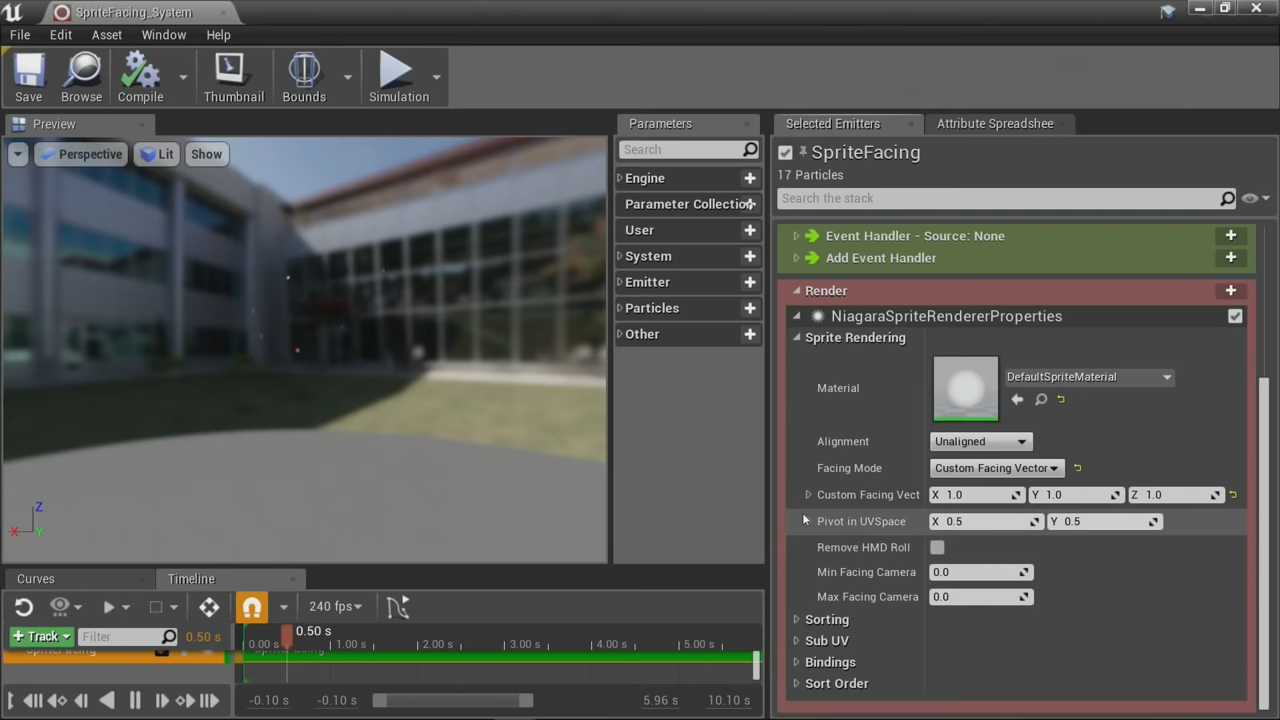 SpriteFacing_System
File Edit Asset Window Help
Save Browse Compile Thumbnail Bounds Simulation
Preview
Perspective Lit Show
Z
X Y
Parameters
Search
Engine
Parameter Collection
User
System
Emitter
Particles
Other
Selected Emitters Attribute Spreadshee
SpriteFacing
17 Particles
Search the stack
Event Handler - Source: None
Add Event Handler
Render
NiagaraSpriteRendererProperties
Sprite Rendering
Material DefaultSpriteMaterial
Alignment Unaligned
Facing Mode Custom Facing Vector
Custom Facing Vect X 1.0 Y 1.0 Z 1.0
Pivot in UVSpace X 0.5 Y 0.5
Remove HMD Roll
Min Facing Camera 0.0
Max Facing Camera 0.0
Sorting
Sub UV
Bindings
Sort Order
Curves Timeline
240 fps
Track Filter 0.50 s 0.50 s
0.00 s 1.00 s 2.00 s 3.00 s 4.00 s 5.00 s
-0.10 s -0.10 s 5.96 s 10.10 s